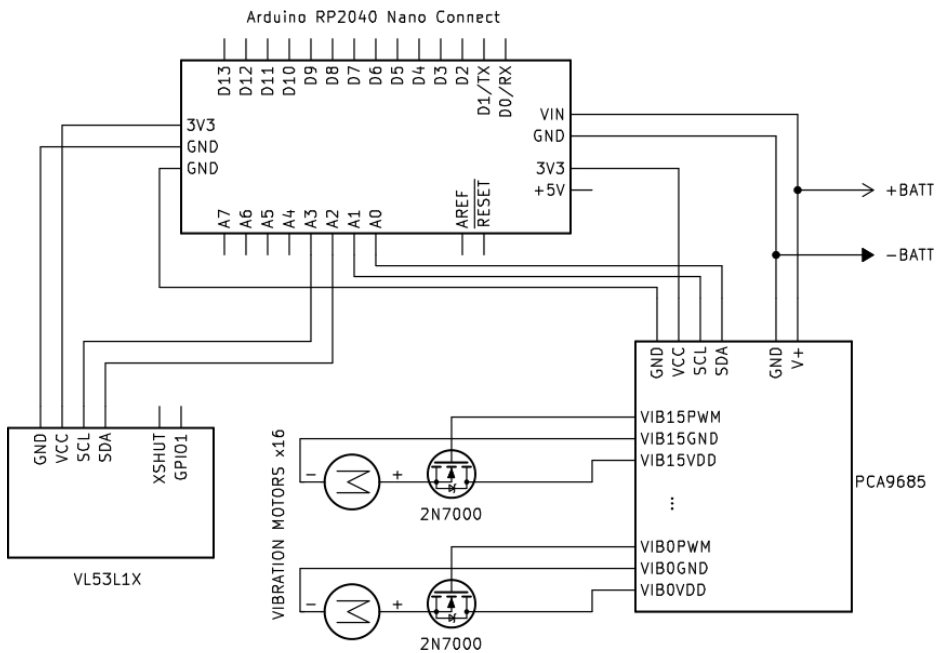 Arduino RP2040 Nano Connect
D13
D12
D11
D10
D9
D8
D7
D6
D5
D4
D3
D2
D1/TX
D0/RX
3V3
GND
GND
VIN
GND
3V3
+5V
A7
A6
A5
A4
A3
A2
A1
A0
AREF
RESET
+BATT
-BATT
GND
VCC
SCL
SDA
GND
V+
VIB15PWM
VIB15GND
VIB15VDD
...
VIB0PWM
VIB0GND
VIB0VDD
PCA9685
GND
VCC
SCL
SDA
XSHUT
GPIO1
VL53L1X
VIBRATION MOTORS x16
-
M
+
2N7000
-
M
+
2N7000